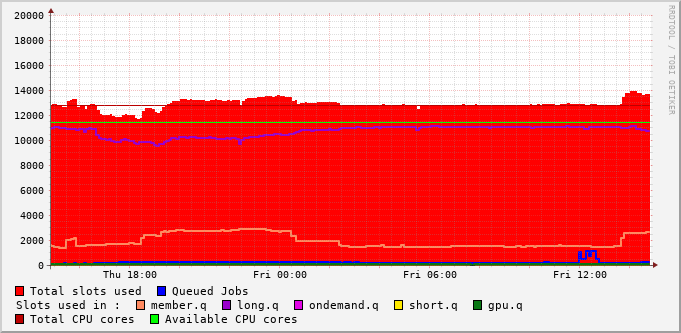 RRDTOOL / TOBI OETIKER
20000
18000
16000
14000
12000
10000
8000
6000
4000
2000
0
Thu 18:00 Fri 00:00 Fri 06:00 Fri 12:00
Total slots used Queued Jobs
Slots used in : member.q long.q ondemand.q short.q gpu.q
Total CPU cores Available CPU cores